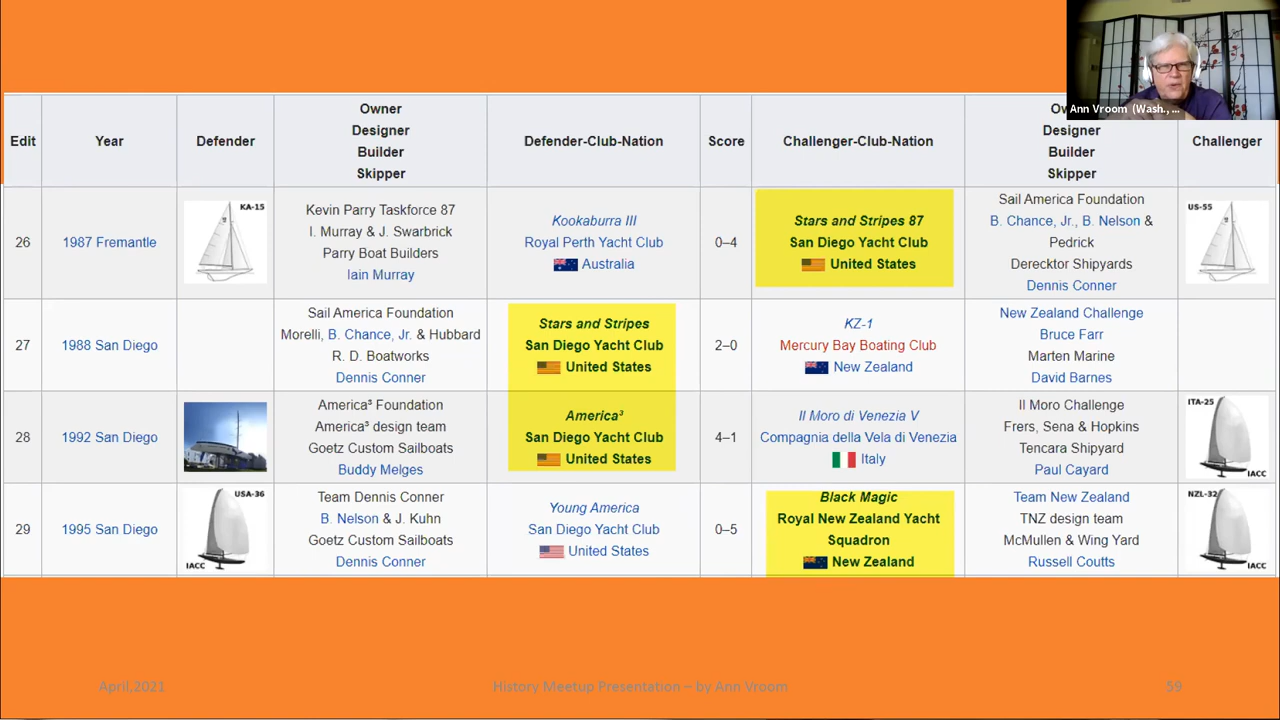 Ann Vroom (Wash., ...
Edit
Year
Defender
Owner
Designer
Builder
Skipper
Defender-Club-Nation
Score
Challenger-Club-Nation
Designer
Builder
Skipper
Challenger
26
1987 Fremantle
KA-15
Kevin Parry Taskforce 87
I. Murray & J. Swarbrick
Parry Boat Builders
Iain Murray
Kookaburra III
Royal Perth Yacht Club
Australia
0–4
Stars and Stripes 87
San Diego Yacht Club
United States
Sail America Foundation
B. Chance, Jr., B. Nelson &
Pedrick
Derecktor Shipyards
Dennis Conner
US-55
27
1988 San Diego
Sail America Foundation
Morelli, B. Chance, Jr. & Hubbard
R. D. Boatworks
Dennis Conner
Stars and Stripes
San Diego Yacht Club
United States
2–0
KZ-1
Mercury Bay Boating Club
New Zealand
New Zealand Challenge
Bruce Farr
Marten Marine
David Barnes
28
1992 San Diego
America³ Foundation
America³ design team
Goetz Custom Sailboats
Buddy Melges
America³
San Diego Yacht Club
United States
4–1
Il Moro di Venezia V
Compagnia della Vela di Venezia
Italy
Il Moro Challenge
Frers, Sena & Hopkins
Tencara Shipyard
Paul Cayard
ITA-25
IACC
29
1995 San Diego
USA-36
IACC
Team Dennis Conner
B. Nelson & J. Kuhn
Goetz Custom Sailboats
Dennis Conner
Young America
San Diego Yacht Club
United States
0–5
Black Magic
Royal New Zealand Yacht
Squadron
New Zealand
Team New Zealand
TNZ design team
McMullen & Wing Yard
Russell Coutts
NZL-32
IACC
April,2021
History Meetup Presentation – by Ann Vroom
59